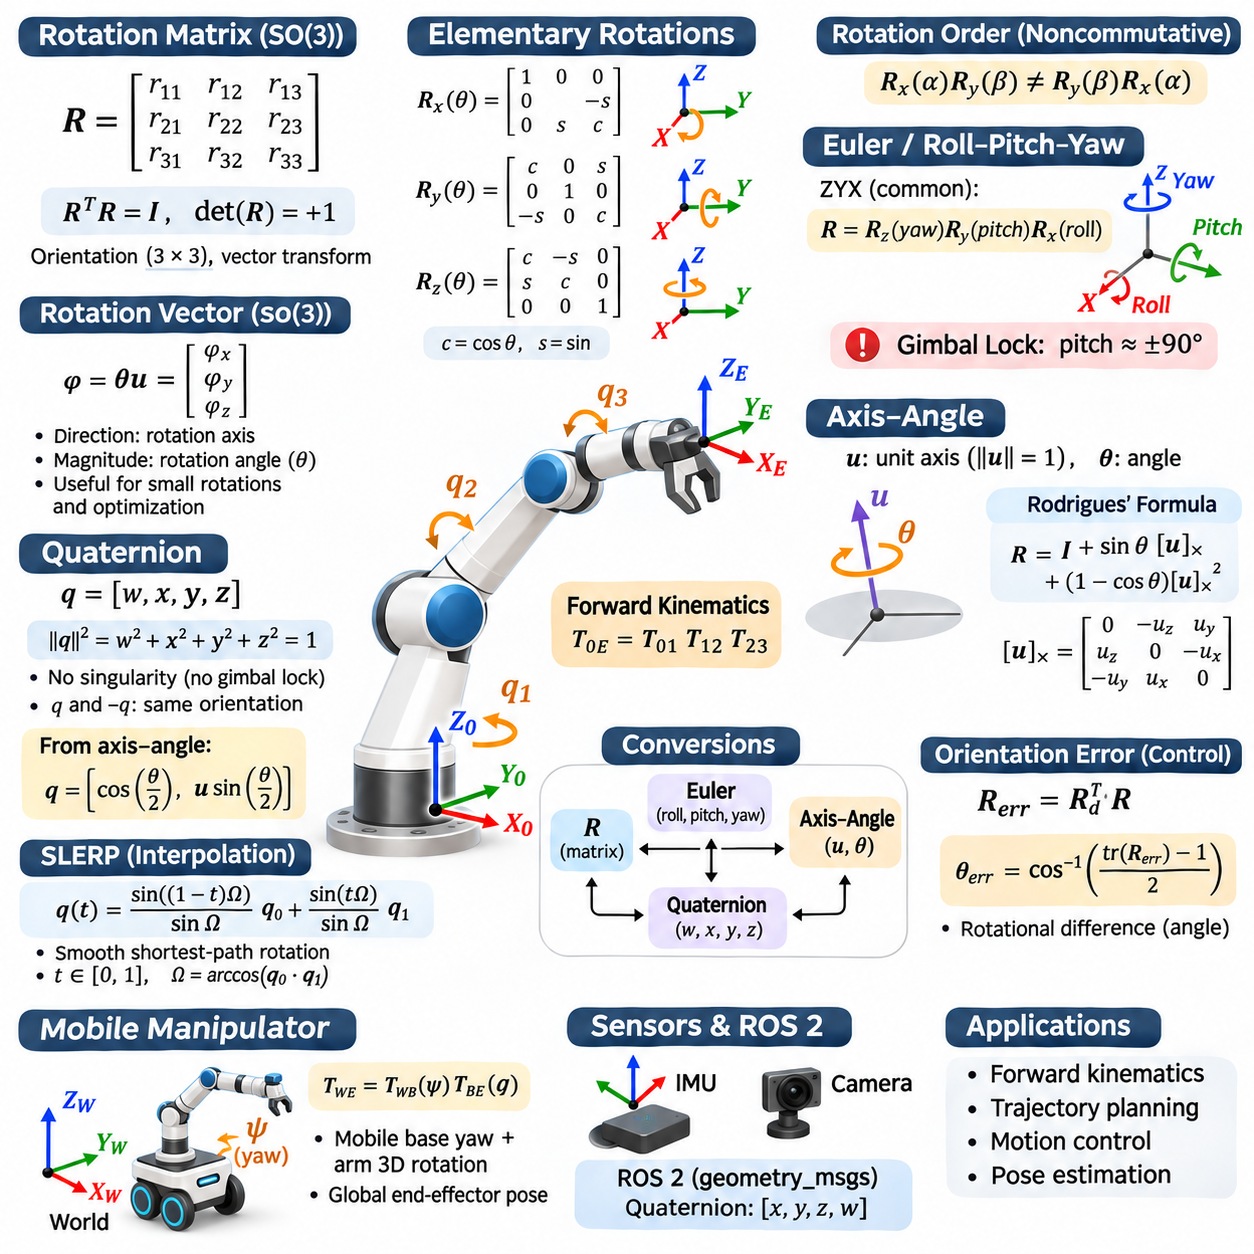 Rotation Matrix (SO(3))
R = [ r11 r12 r13
r21 r22 r23
r31 r32 r33 ]
RᵀR = I, det(R) = +1
Orientation (3 × 3), vector transform
Rotation Vector (so(3))
φ = θu = [ φx
φy
φz ]
• Direction: rotation axis
• Magnitude: rotation angle (θ)
• Useful for small rotations
and optimization
Quaternion
q = [w, x, y, z]
‖q‖² = w² + x² + y² + z² = 1
• No singularity (no gimbal lock)
• q and –q: same orientation
From axis–angle:
q = [cos(θ/2), u sin(θ/2)]
SLERP (Interpolation)
q(t) = sin((1 – t)Ω)/sin Ω q0 + sin(tΩ)/sin Ω q1
• Smooth shortest-path rotation
• t ∈ [0, 1], Ω = arccos(q0 · q1)
Elementary Rotations
Rx(θ) = [ 1 0 0
0 −s
0 s c ]
Z
Y
X
Ry(θ) = [ c 0 s
0 1 0
−s 0 c ]
Z
Y
X
Rz(θ) = [ c −s 0
s c 0
0 0 1 ]
Z
Y
X
c = cos θ, s = sin
q3
q2
q1
ZE
YE
XE
Z0
Y0
X0
Forward Kinematics
T0E = T01 T12 T23
Rotation Order (Noncommutative)
Rx(α)Ry(β) ≠ Ry(β)Rx(α)
Euler / Roll–Pitch–Yaw
ZYX (common):
R = Rz(yaw)Ry(pitch)Rx(roll)
Z Yaw
Pitch
X Roll
! Gimbal Lock: pitch ≈ ±90°
Axis–Angle
u: unit axis (‖u‖ = 1), θ: angle
u
θ
Rodrigues' Formula
R = I + sin θ [u]×
+ (1 − cos θ)[u]×²
[u]× = [ 0 −uz uy
uz 0 −ux
−uy ux 0 ]
Conversions
Euler
(roll, pitch, yaw)
R
(matrix)
Axis–Angle
(u, θ)
Quaternion
(w, x, y, z)
Orientation Error (Control)
Rerr = Rdᵀ· R
θerr = cos⁻¹((tr(Rerr) − 1)/2)
• Rotational difference (angle)
Mobile Manipulator
ZW
YW
XW
World
ψ
(yaw)
TWE = TWB(ψ) TBE(q)
• Mobile base yaw +
arm 3D rotation
• Global end-effector pose
Sensors & ROS 2
IMU
Camera
ROS 2 (geometry_msgs)
Quaternion: [x, y, z, w]
Applications
• Forward kinematics
• Trajectory planning
• Motion control
• Pose estimation